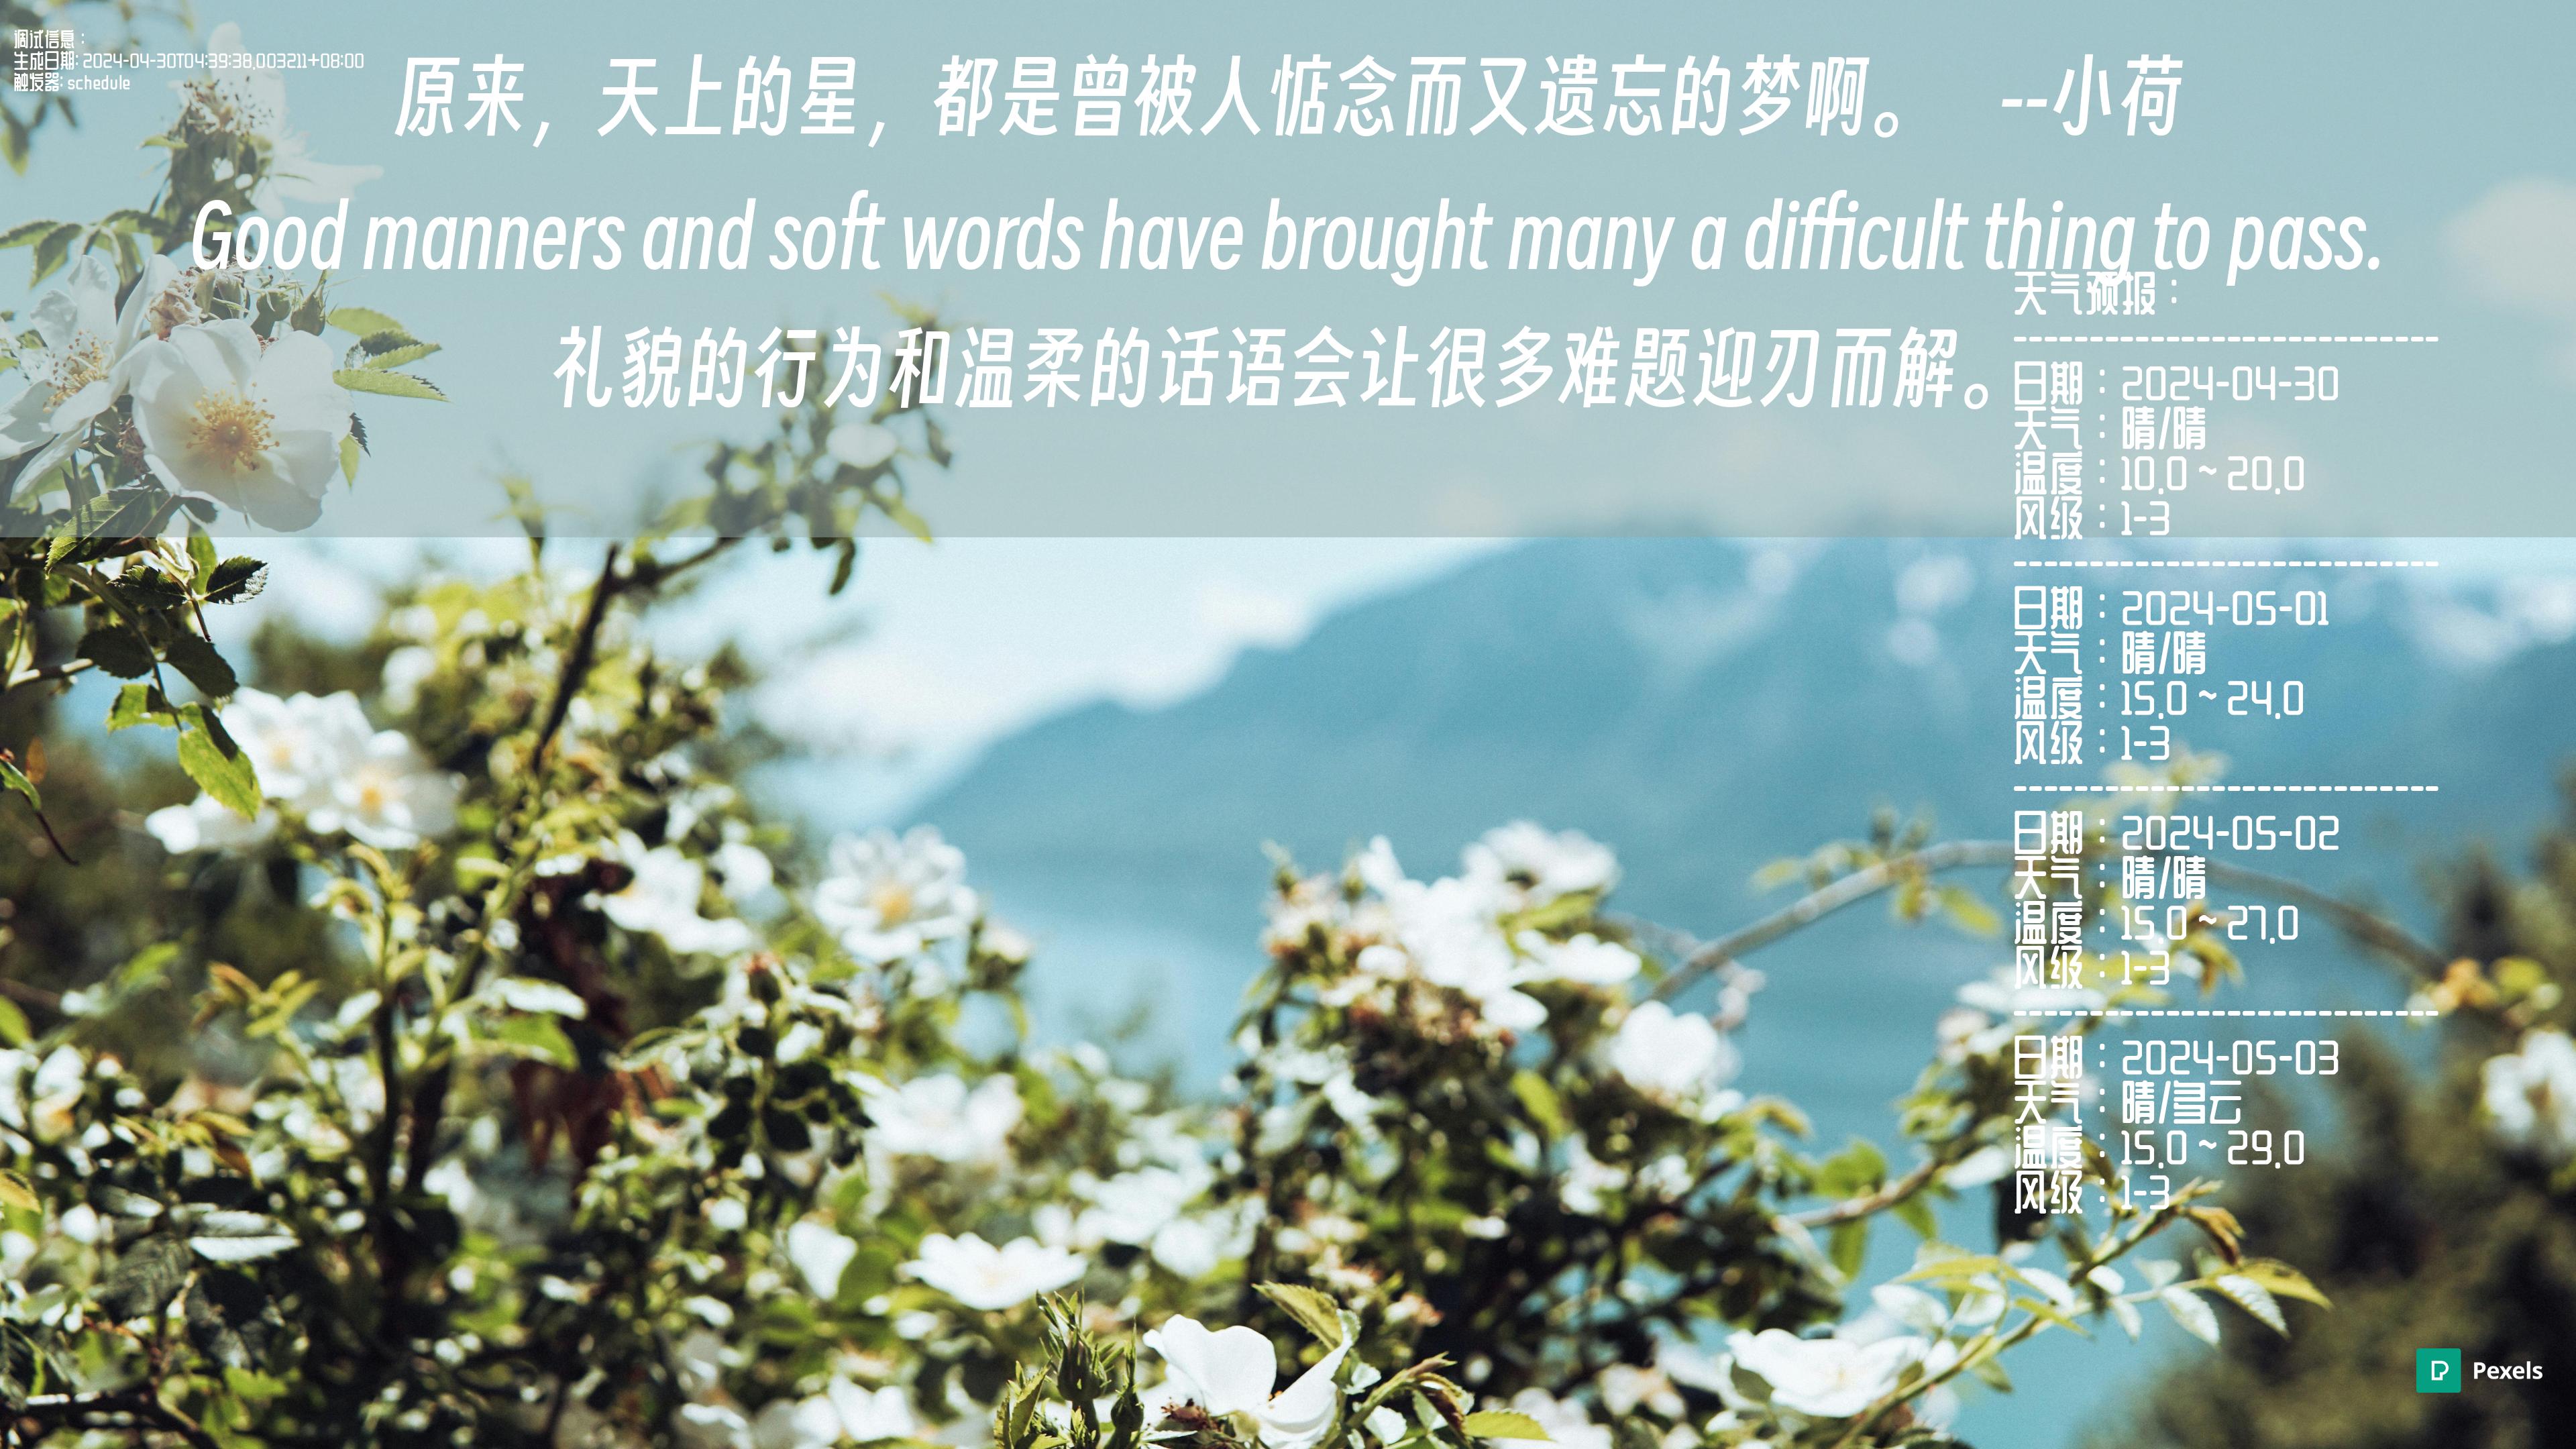 调试信息：
生成日期: 2024-04-30T04:39:38.003211+08:00
触发器: schedule
原来，天上的星，都是曾被人惦念而又遗忘的梦啊。 --小荷
Good manners and soft words have brought many a difficult thing to pass.
礼貌的行为和温柔的话语会让很多难题迎刃而解。
天气预报：
----------------------------
日期：2024-04-30
天气：晴/晴
温度：10.0 ~ 20.0
风级：1-3
----------------------------
日期：2024-05-01
天气：晴/晴
温度：15.0 ~ 24.0
风级：1-3
----------------------------
日期：2024-05-02
天气：晴/晴
温度：15.0 ~ 27.0
风级：1-3
----------------------------
日期：2024-05-03
天气：晴/多云
温度：15.0 ~ 29.0
风级：1-3
Pexels